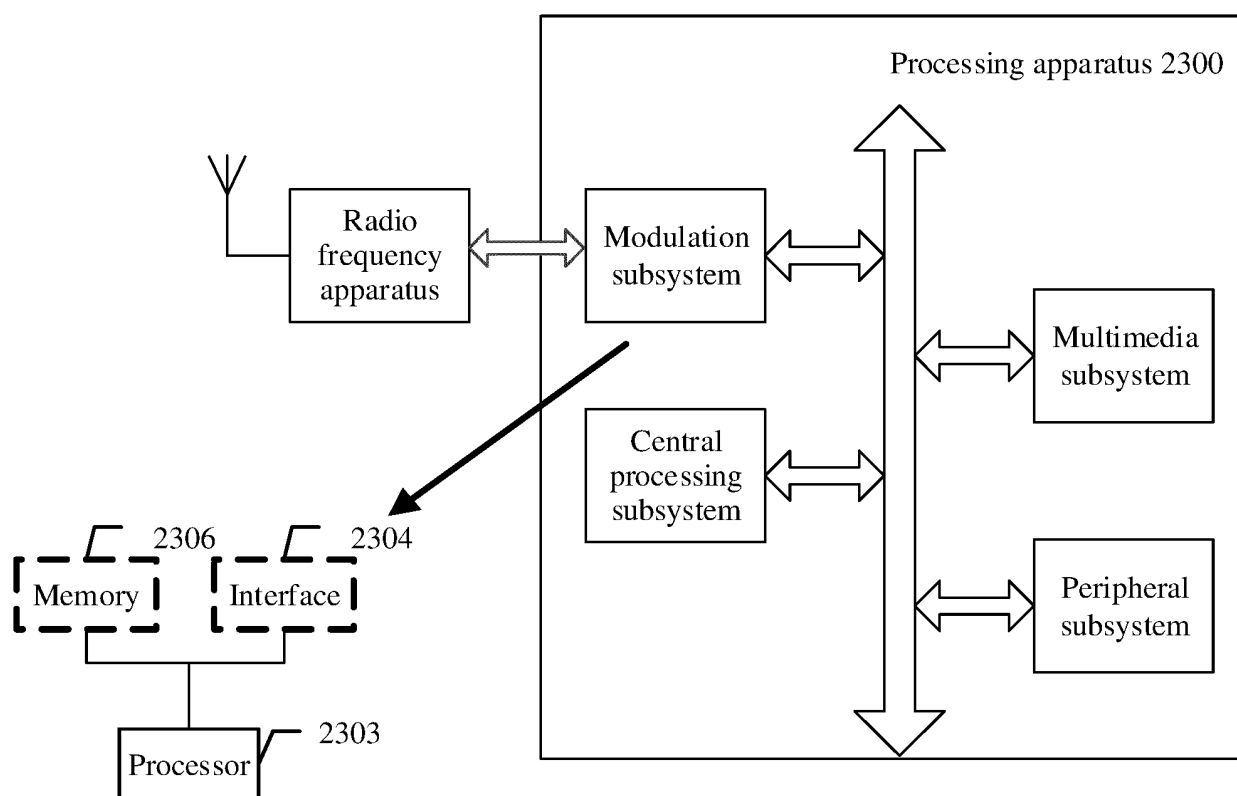 Processing apparatus 2300
Radio
frequency
apparatus
Modulation
subsystem
Multimedia
subsystem
Central
processing
subsystem
2306
2304
Memory
Interface
Peripheral
subsystem
2303
Processor